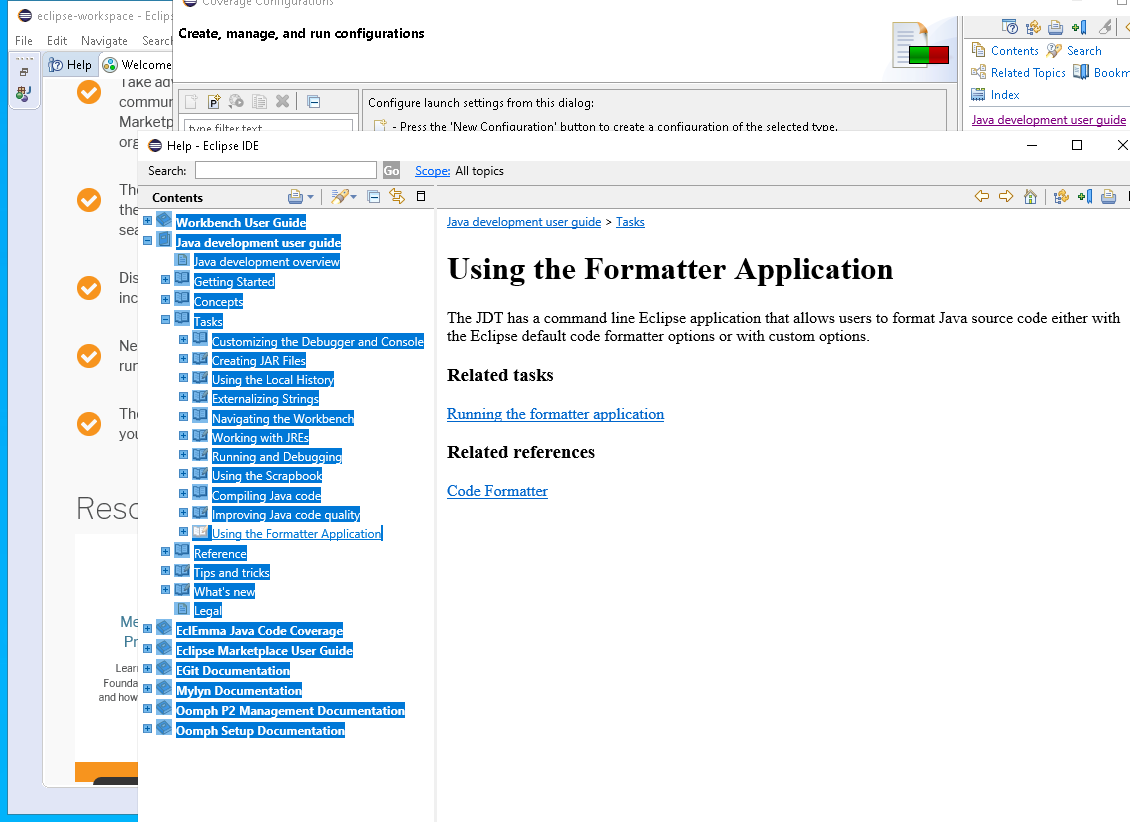 Coverage Configurations
eclipse-workspace - Eclips
File Edit Navigate Search
Create, manage, and run configurations
Help Welcome
Contents Search
Related Topics Bookm
Index
Configure launch settings from this dialog:
type filter text
- Press the 'New Configuration' button to create a configuration of the selected type.
Java development user guide
Take adv
commun
Marketp
org
The
the
sea
Dis
inc
Ne
run
The
you
Reso
Me
Pr
Learn
Founda
and how
Help - Eclipse IDE
Search:
Go
Scope: All topics
Contents
Workbench User Guide
Java development user guide
Java development overview
Getting Started
Concepts
Tasks
Customizing the Debugger and Console
Creating JAR Files
Using the Local History
Externalizing Strings
Navigating the Workbench
Working with JREs
Running and Debugging
Using the Scrapbook
Compiling Java code
Improving Java code quality
Using the Formatter Application
Reference
Tips and tricks
What's new
Legal
EclEmma Java Code Coverage
Eclipse Marketplace User Guide
EGit Documentation
Mylyn Documentation
Oomph P2 Management Documentation
Oomph Setup Documentation
Java development user guide > Tasks
Using the Formatter Application
The JDT has a command line Eclipse application that allows users to format Java source code either with
the Eclipse default code formatter options or with custom options.
Related tasks
Running the formatter application
Related references
Code Formatter